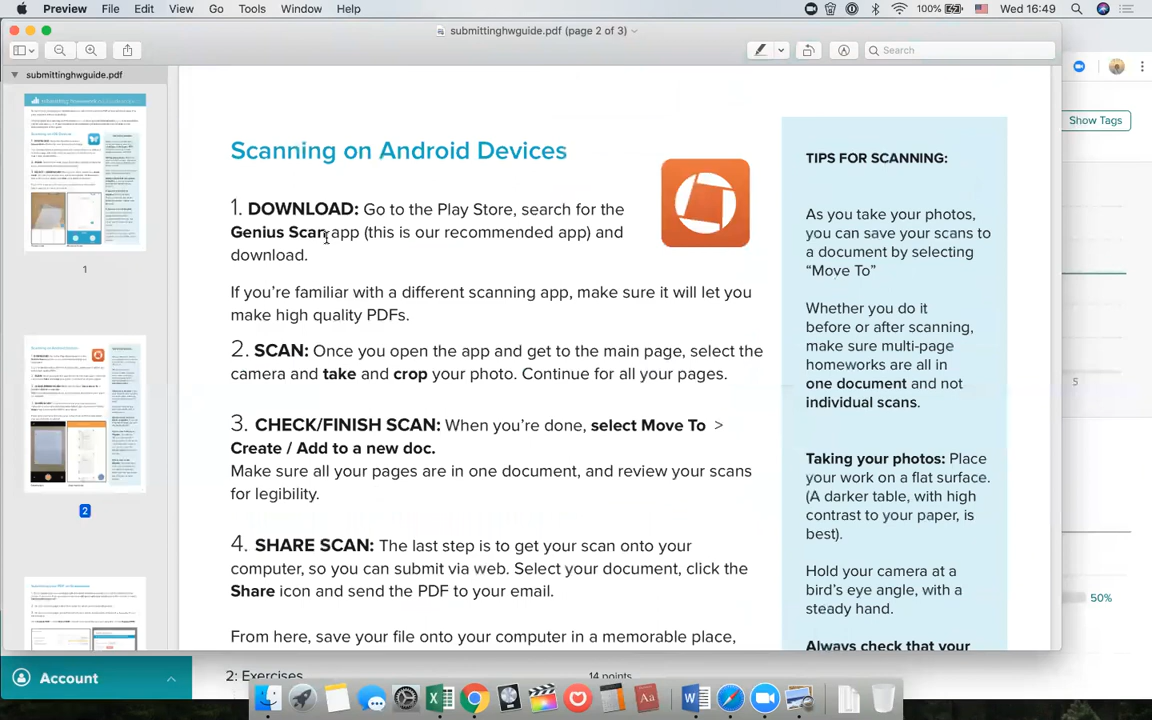 Preview File Edit View Go Tools Window Help 100% Wed 16:49
submittinghwguide.pdf (page 2 of 3)
Search
submittinghwguide.pdf
1
2
Scanning on Android Devices
1. DOWNLOAD: Go to the Play Store, search for the
Genius Scan app (this is our recommended app) and
download.
If you're familiar with a different scanning app, make sure it will let you
make high quality PDFs.
2. SCAN: Once you open the app and get to the main page, select the
camera and take and crop your photo. Continue for all your pages.
3. CHECK/FINISH SCAN: When you're done, select Move To >
Create / Add to a new doc.
Make sure all your pages are in one document, and review your scans
for legibility.
4. SHARE SCAN: The last step is to get your scan onto your
computer, so you can submit via web. Select your document, click the
Share icon and send the PDF to your email.
From here, save your file onto your computer in a memorable place,
TIPS FOR SCANNING:
As you take your photos,
you can save your scans to
a document by selecting
“Move To”
Whether you do it
before or after scanning,
make sure multi-page
homeworks are all in
one document and not
individual scans.
Taking your photos: Place
your work on a flat surface.
(A darker table, with high
contrast to your paper, is
best).
Hold your camera at a
bird's eye angle, with a
steady hand.
Always check that your
Show Tags
5
50%
Account
2: Exercises
14 points